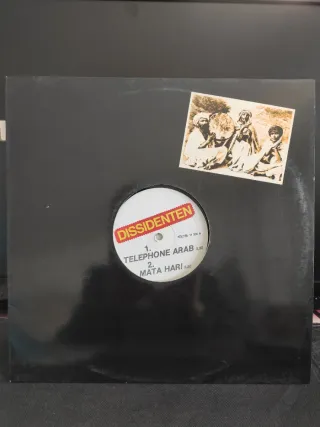 DISSIDENTEN
1.
TELEPHONE ARAB
2.
MATA HARI